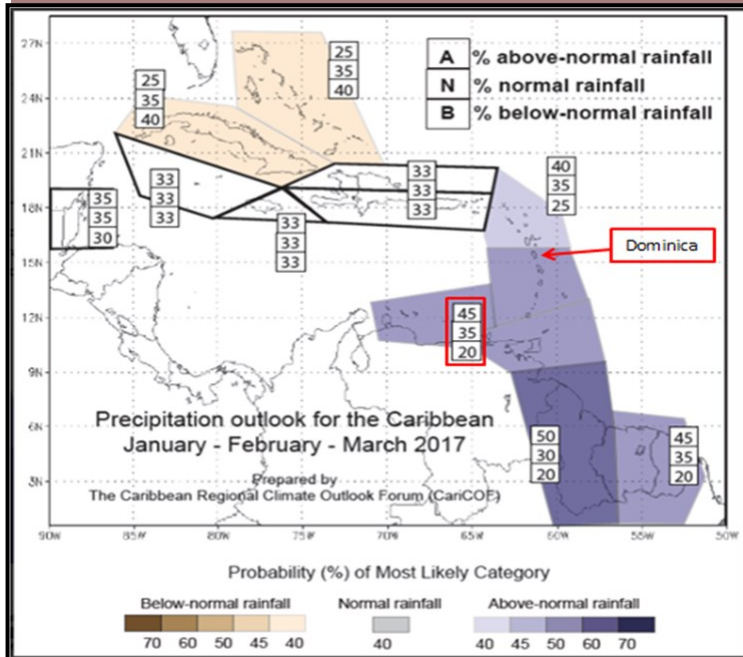 27N
24N
21N
18N
15N
12N
9N
6N
3N
A % above-normal rainfall
N % normal rainfall
B % below-normal rainfall
25
35
40
25
35
40
33
33
33
33
33
33
33
33
33
35
35
30
40
35
25
Dominica
45
35
20
50
30
20
45
35
20
Precipitation outlook for the Caribbean
January - February - March 2017
Prepared by
The Caribbean Regional Climate Outlook Forum (CariCOF)
90W 85W 80W 75W 70W 65W 60W 55W 50W
Probability (%) of Most Likely Category
Below-normal rainfall Normal rainfall Above-normal rainfall
70 60 50 45 40 40 40 45 50 60 70